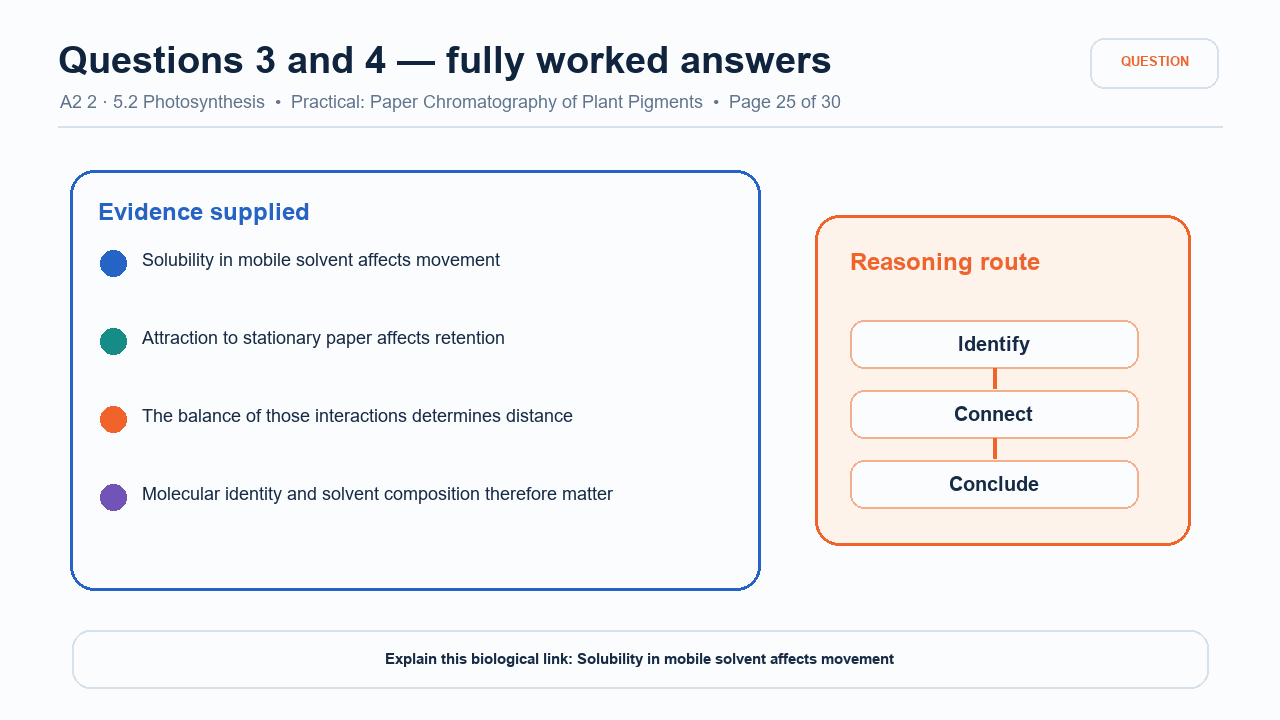 Questions 3 and 4 — fully worked answers
QUESTION
A2 2 · 5.2 Photosynthesis • Practical: Paper Chromatography of Plant Pigments • Page 25 of 30
Evidence supplied
Solubility in mobile solvent affects movement
Attraction to stationary paper affects retention
The balance of those interactions determines distance
Molecular identity and solvent composition therefore matter
Reasoning route
Identify
Connect
Conclude
Explain this biological link: Solubility in mobile solvent affects movement